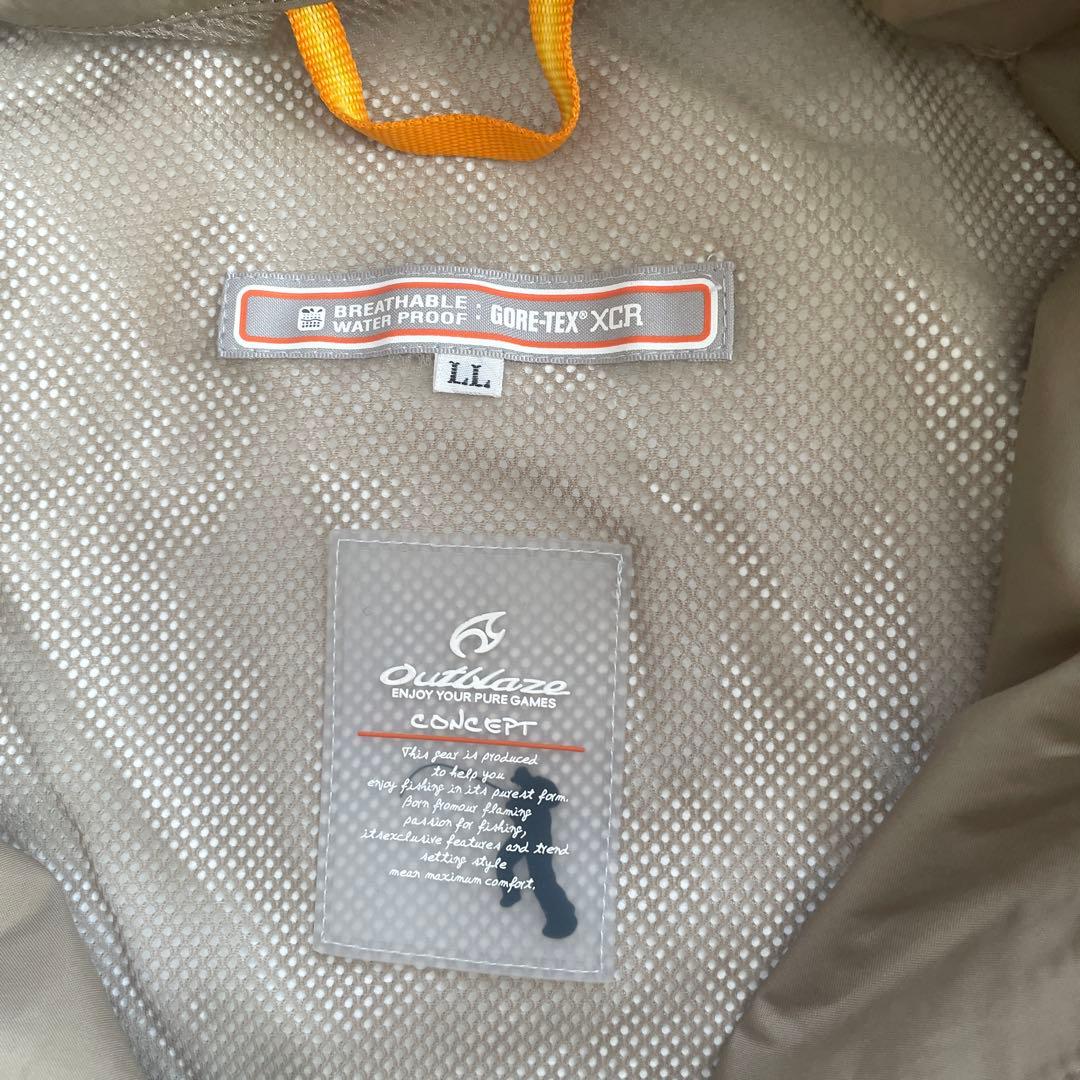 BREATHABLE
WATER PROOF : GORE-TEX® XCR
LL
Outblaze
ENJOY YOUR PURE GAMES
CONCEPT
This gear is produced
to help you
enjoy fishing in its purest form.
Born fromour flaming
passion for fishing,
itsexclusive features and trend
setting style
mean maximum comfort.